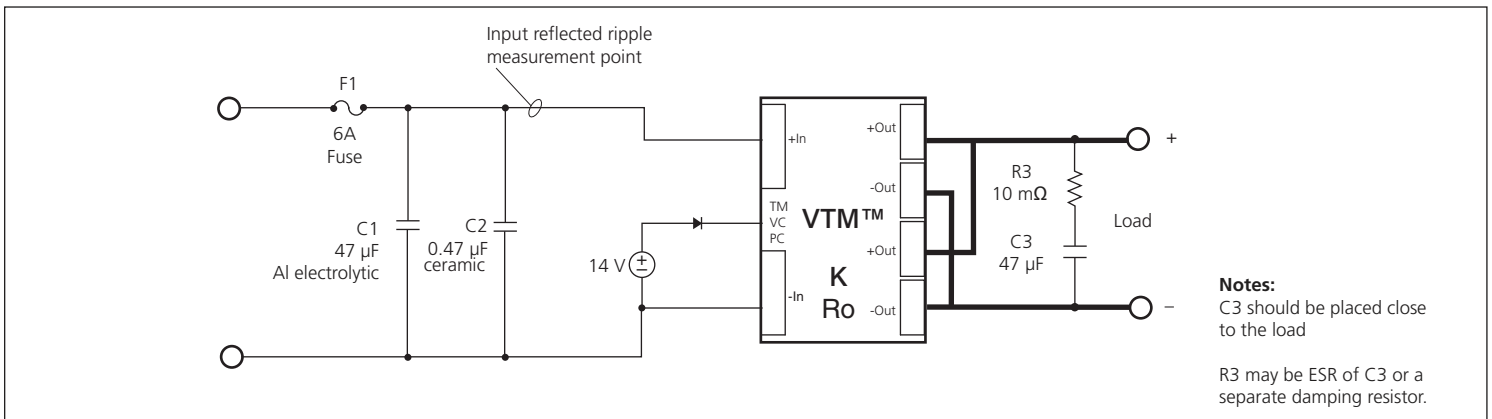 Input reflected ripple
measurement point
F1
6A
Fuse
C1
47 µF
Al electrolytic
C2
0.47 µF
ceramic
14 V
+In
TM
VC
PC
-In
VTM™
K
Ro
+Out
-Out
+Out
-Out
R3
10 mΩ
C3
47 µF
Load
+
–
Notes:
C3 should be placed close
to the load
R3 may be ESR of C3 or a
separate damping resistor.